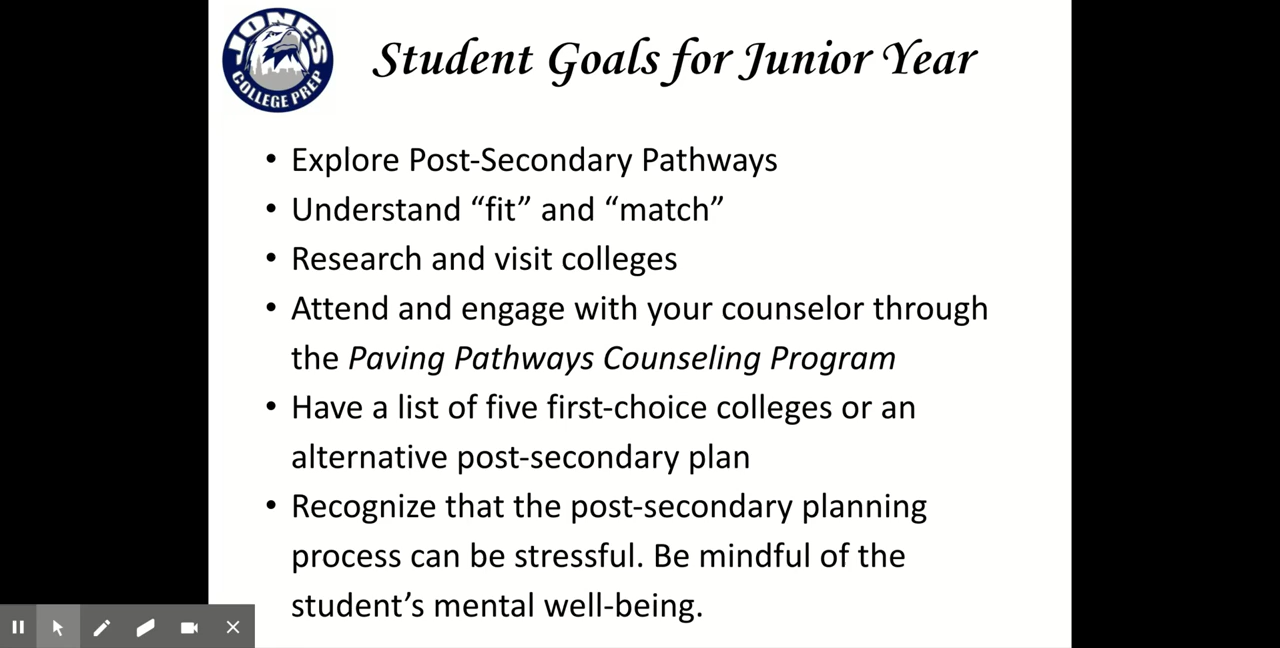 JONES
COLLEGE PREP
Student Goals for Junior Year
• Explore Post-Secondary Pathways
• Understand “fit” and “match”
• Research and visit colleges
• Attend and engage with your counselor through
the Paving Pathways Counseling Program
• Have a list of five first-choice colleges or an
alternative post-secondary plan
• Recognize that the post-secondary planning
process can be stressful. Be mindful of the
student’s mental well-being.